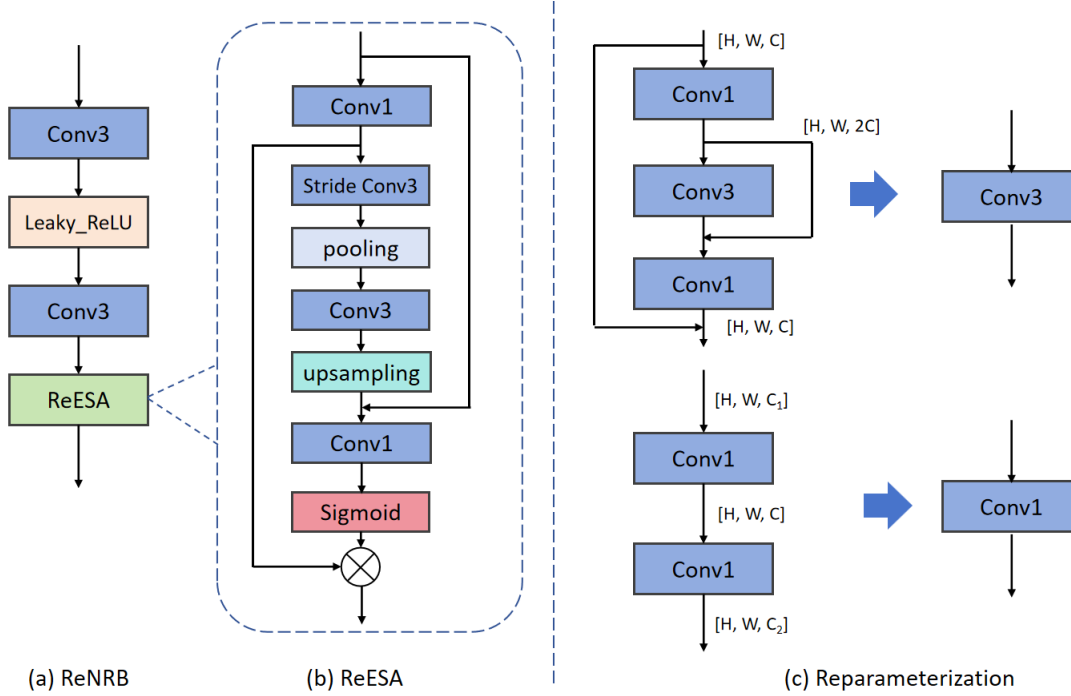 Conv3
Leaky_ReLU
Conv3
ReESA
(a) ReNRB
Conv1
Stride Conv3
pooling
Conv3
upsampling
Conv1
Sigmoid
(b) ReESA
[H, W, C]
Conv1
[H, W, 2C]
Conv3
Conv1
[H, W, C]
Conv3
[H, W, C₁]
Conv1
[H, W, C]
Conv1
[H, W, C₂]
Conv1
(c) Reparameterization